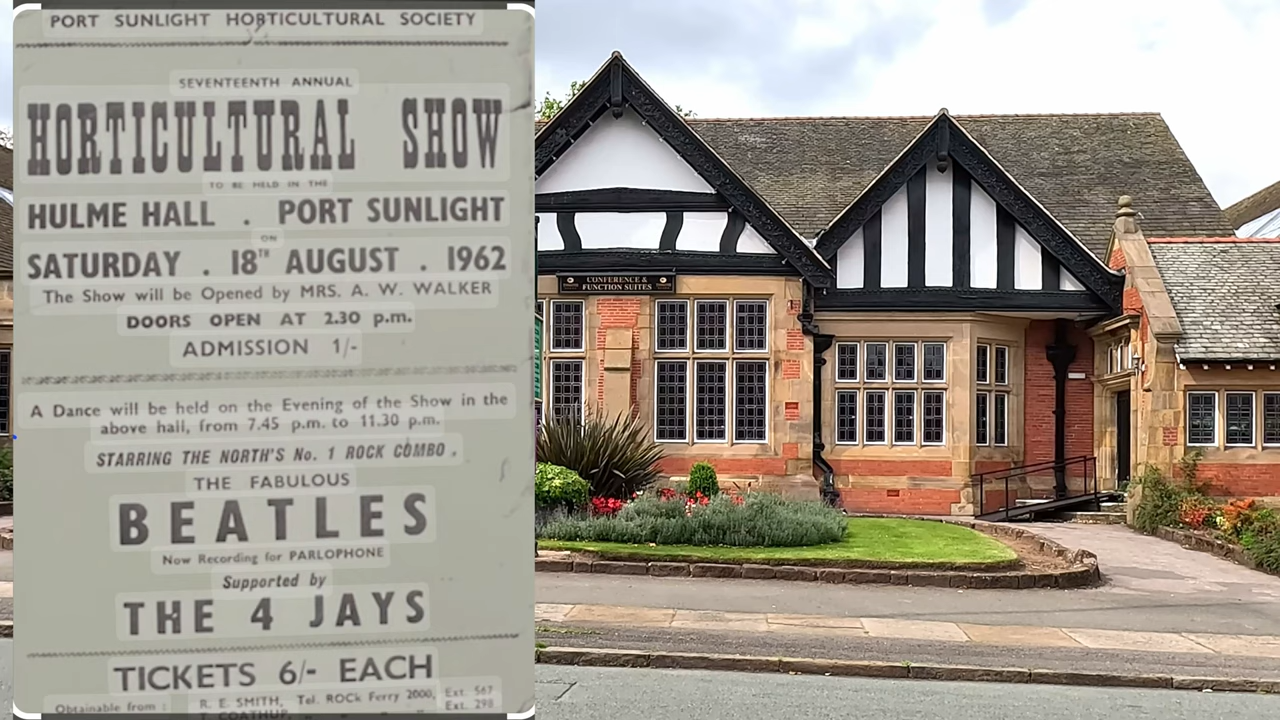 PORT SUNLIGHT HORTICULTURAL SOCIETY
SEVENTEENTH ANNUAL
HORTICULTURAL SHOW
TO BE HELD IN THE
HULME HALL . PORT SUNLIGHT
ON
SATURDAY . 18TH AUGUST . 1962
The Show will be Opened by MRS. A. W. WALKER
DOORS OPEN AT 2.30 p.m.
ADMISSION 1/-
A Dance will be held on the Evening of the Show in the
above hall, from 7.45 p.m. to 11.30 p.m.
STARRING THE NORTH'S No. 1 ROCK COMBO .
THE FABULOUS
BEATLES
Now Recording for PARLOPHONE
Supported by
THE 4 JAYS
TICKETS 6/- EACH
Obtainable from : R. E. SMITH, Tel. ROCk Ferry 2000, Ext. 567
T. COATHUP, " " " Ext. 298
CONFERENCE &
FUNCTION SUITES